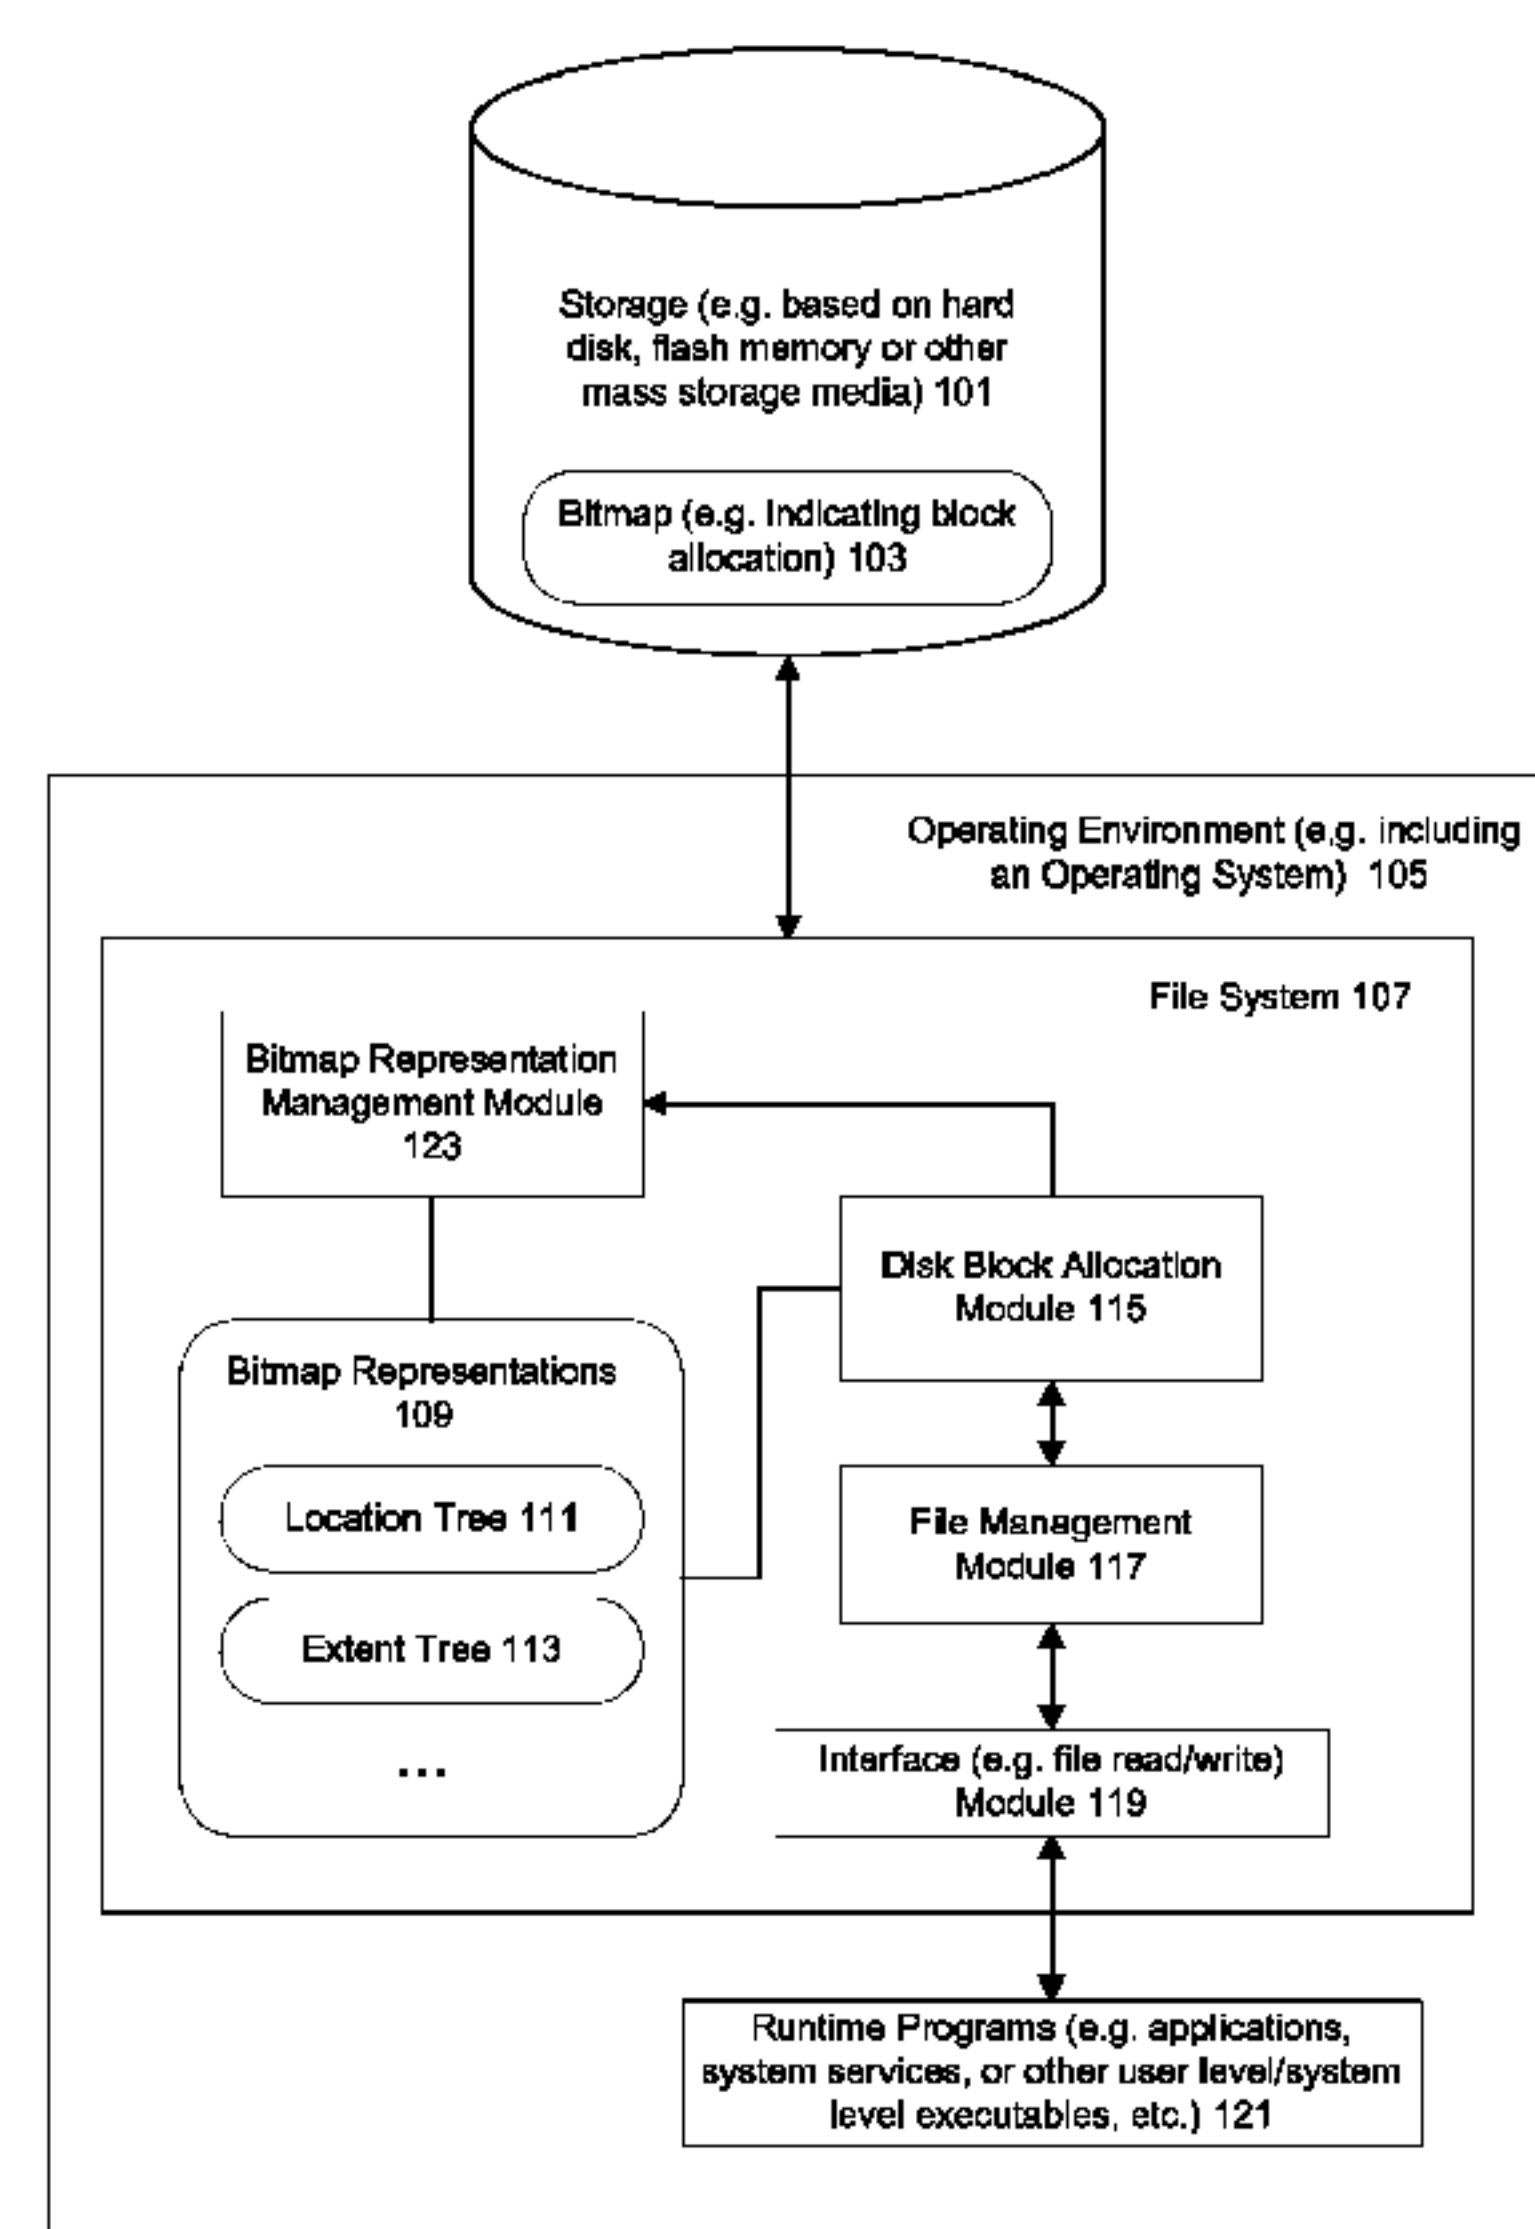 Storage (e.g. based on hard
disk, flash memory or other
mass storage media) 101
Bitmap (e.g. indicating block
allocation) 103
Operating Environment (e.g. including
an Operating System) 105
File System 107
Bitmap Representation
Management Module
123
Disk Block Allocation
Module 115
Bitmap Representations
109
Location Tree 111
Extent Tree 113
...
File Management
Module 117
Interface (e.g. file read/write)
Module 119
Runtime Programs (e.g. applications,
system services, or other user level/system
level executables, etc.) 121